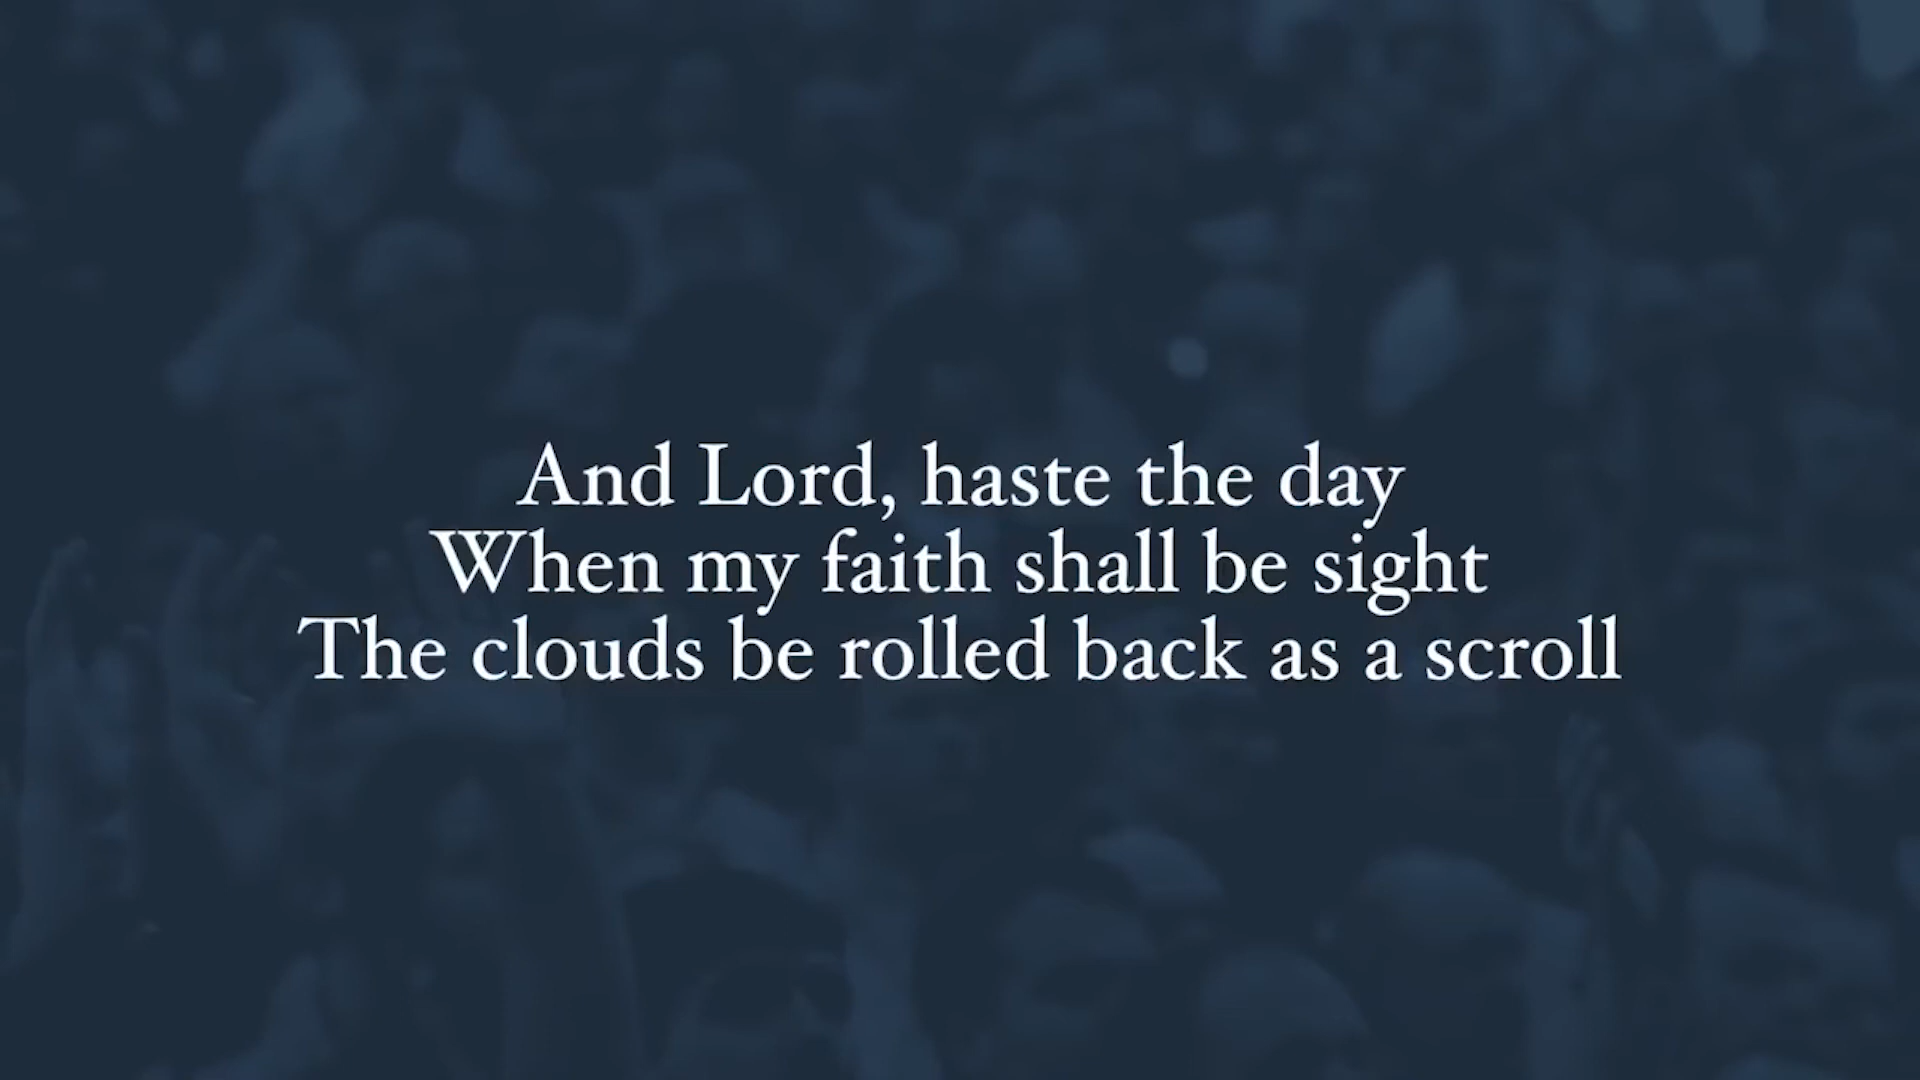 And Lord, haste the day
When my faith shall be sight
The clouds be rolled back as a scroll